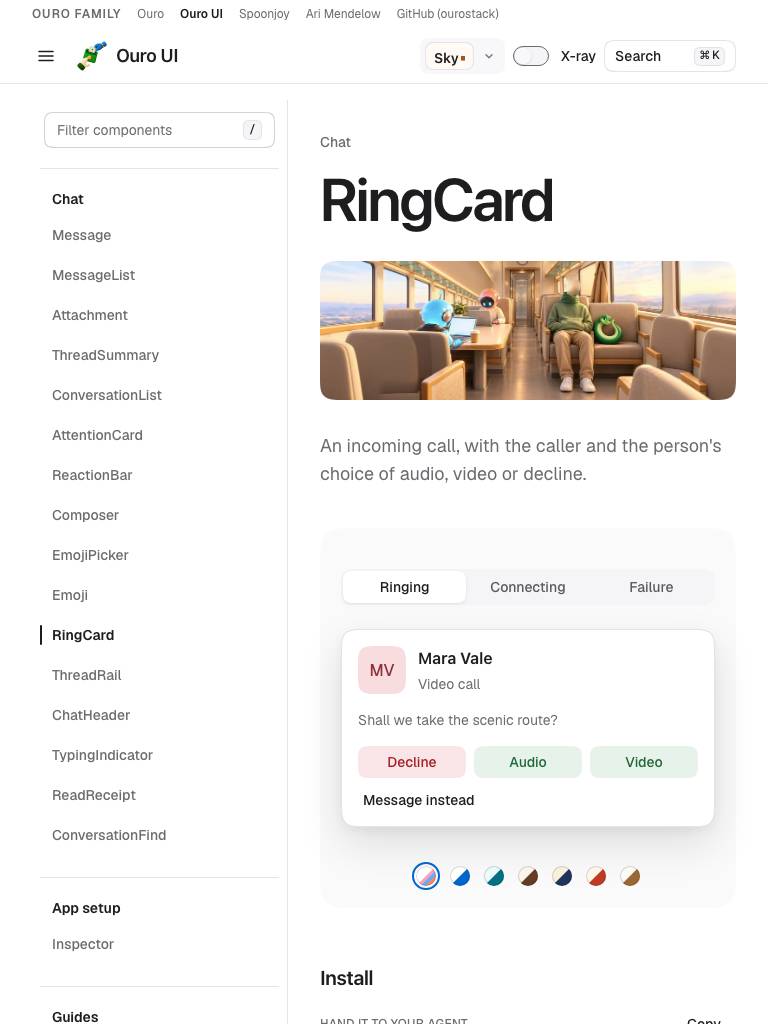 OURO FAMILY Ouro Ouro UI Spoonjoy Ari Mendelow GitHub (ourostack)
Ouro UI Sky X-ray Search ⌘K
Filter components /
Chat
Message
MessageList
Attachment
ThreadSummary
ConversationList
AttentionCard
ReactionBar
Composer
EmojiPicker
Emoji
RingCard
ThreadRail
ChatHeader
TypingIndicator
ReadReceipt
ConversationFind
App setup
Inspector
Guides
Chat
RingCard
An incoming call, with the caller and the person's
choice of audio, video or decline.
Ringing Connecting Failure
MV Mara Vale
Video call
Shall we take the scenic route?
Decline Audio Video
Message instead
Install
HAND IT TO YOUR AGENT Copy